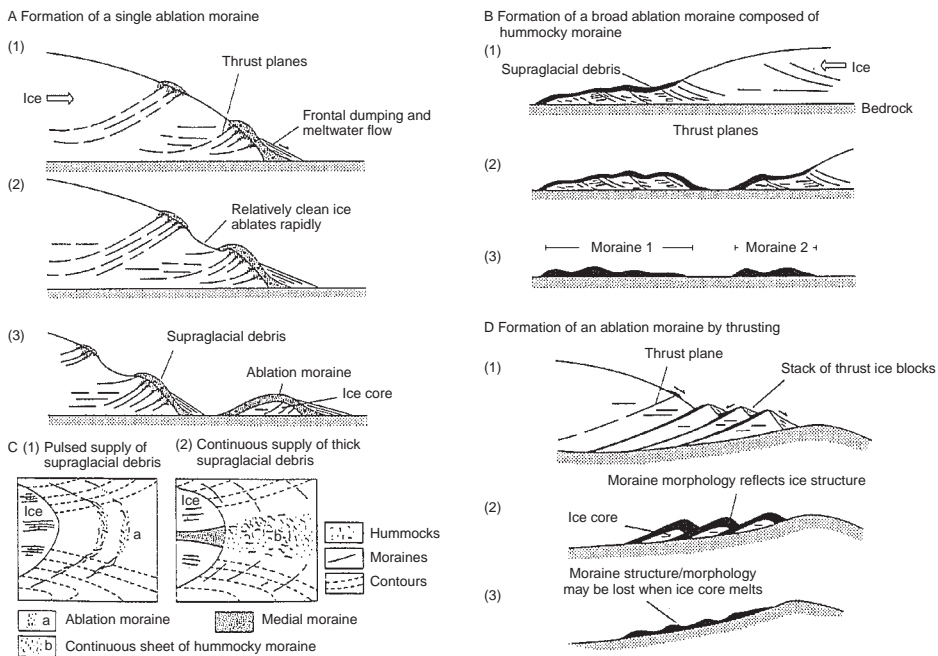 A Formation of a single ablation moraine
(1)
Thrust planes
Ice
Frontal dumping and
meltwater flow
(2)
Relatively clean ice
ablates rapidly
(3)
Supraglacial debris
Ablation moraine
Ice core
B Formation of a broad ablation moraine composed of
hummocky moraine
(1)
Supraglacial debris
Ice
Bedrock
Thrust planes
(2)
(3)
Moraine 1
Moraine 2
C (1) Pulsed supply of
supraglacial debris
(2) Continuous supply of thick
supraglacial debris
Ice
a
Ice
b
Hummocks
Moraines
Contours
a Ablation moraine
Medial moraine
b Continuous sheet of hummocky moraine
D Formation of an ablation moraine by thrusting
(1)
Thrust plane
Stack of thrust ice blocks
Moraine morphology reflects ice structure
(2)
Ice core
Moraine structure/morphology
may be lost when ice core melts
(3)